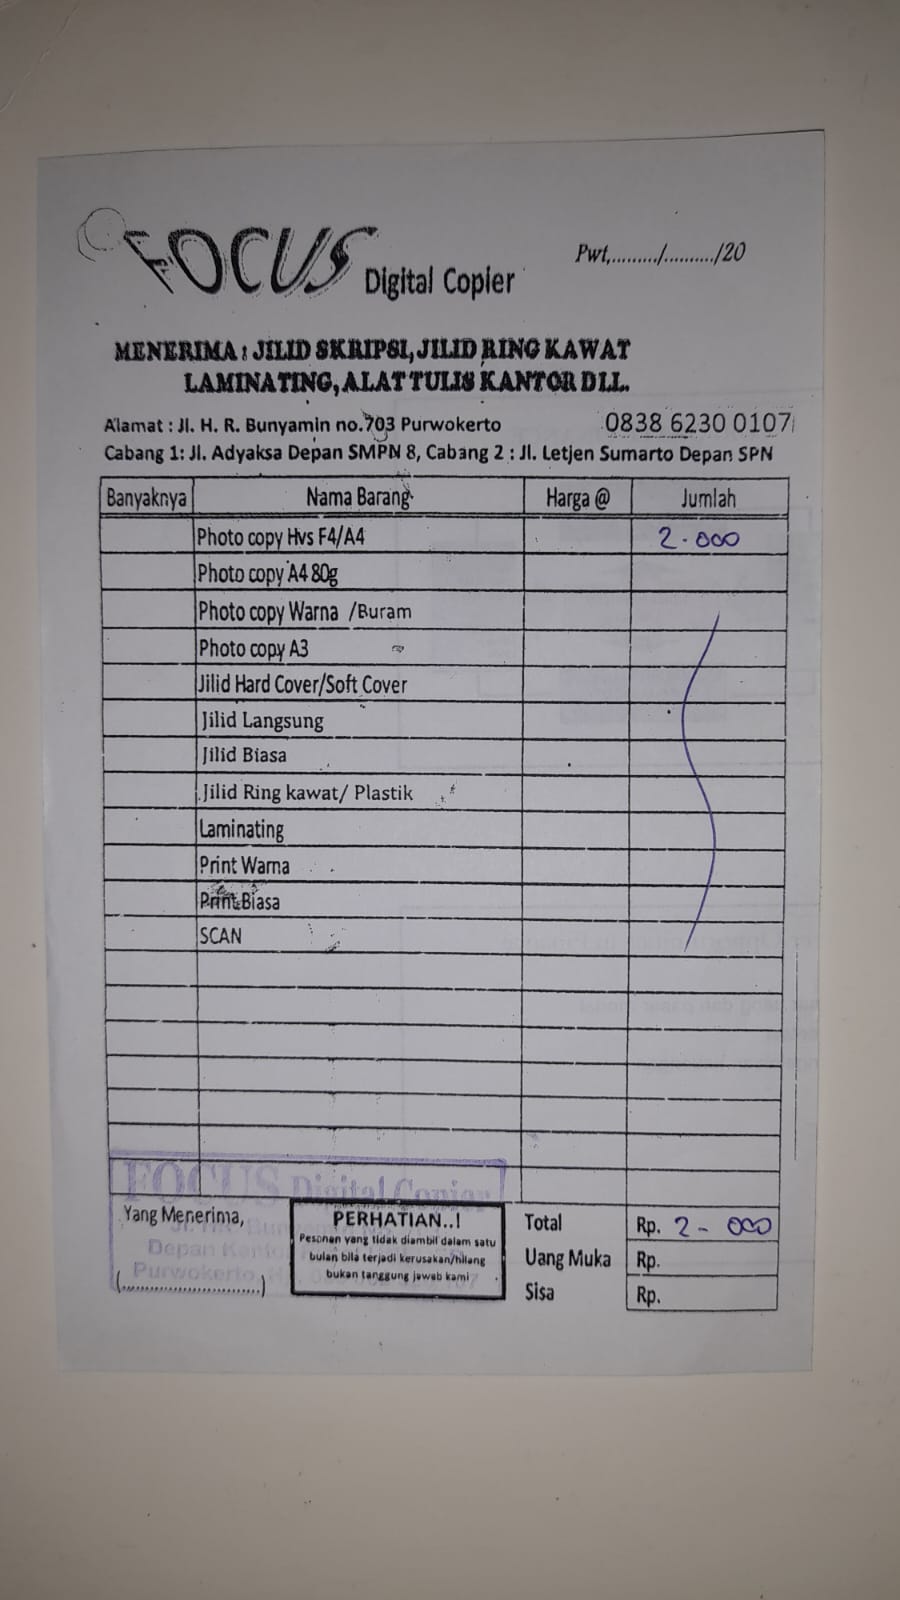 FOCUS Digital Copier
Pwt,........./........../20
MENERIMA : JILID SKRIPSI, JILID RING KAWAT
LAMINATING, ALAT TULIS KANTOR DLL.
Alamat : Jl. H. R. Bunyamin no.703 Purwokerto 0838 6230 0107
Cabang 1: Jl. Adyaksa Depan SMPN 8, Cabang 2 : Jl. Letjen Sumarto Depan SPN
Banyaknya Nama Barang Harga @ Jumlah
Photo copy Hvs F4/A4 2.000
Photo copy A4 80g
Photo copy Warna /Buram
Photo copy A3
Jilid Hard Cover/Soft Cover
Jilid Langsung
Jilid Biasa
Jilid Ring kawat/ Plastik
Laminating
Print Warna
Print Biasa
SCAN
FOCUS Digital Copier
Yang Menerima,
Depan
Purwokerto
(..............................)
PERHATIAN..!
Pesonan yang tidak diambil dalam satu
bulan bila terjadi kerusakan/hilang
bukan tanggung jawab kami
Total Rp. 2-000
Uang Muka Rp.
Sisa Rp.